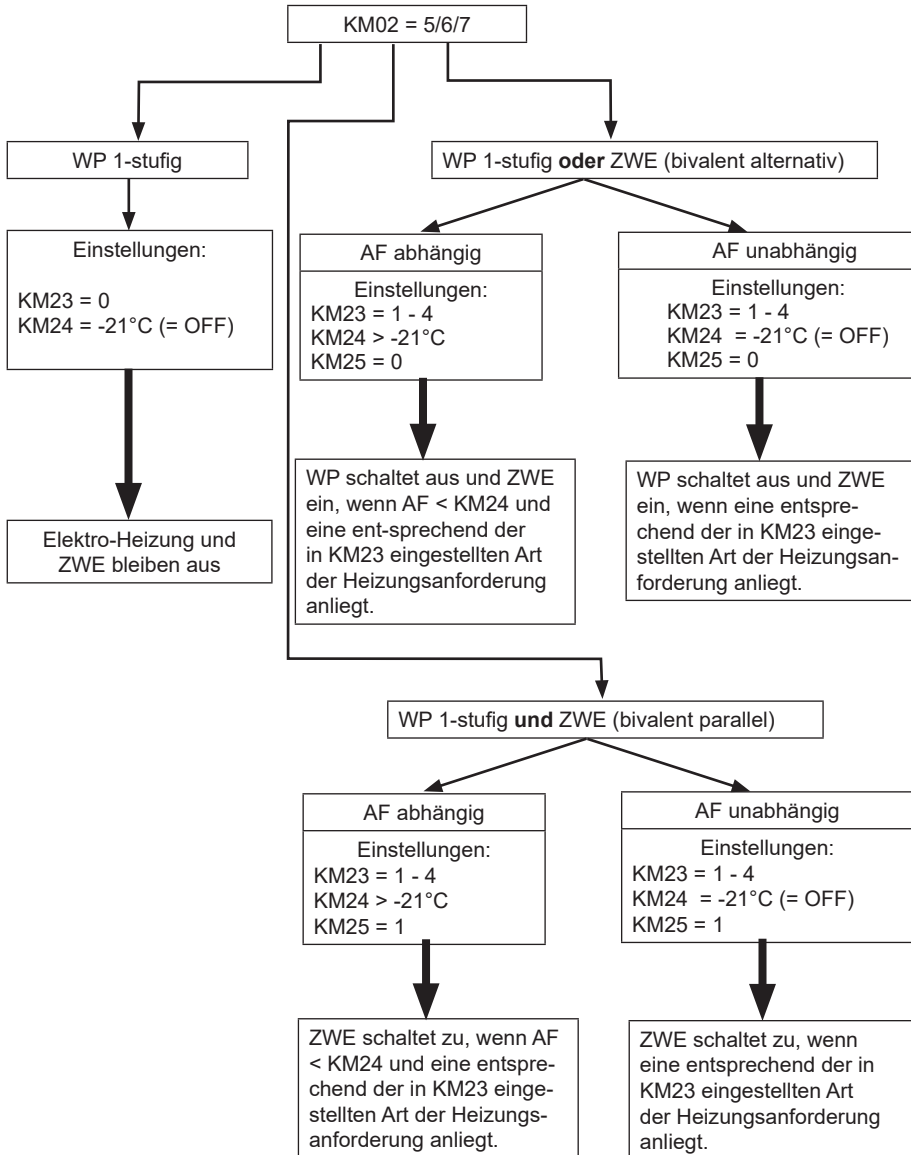 KM02 = 5/6/7
WP 1-stufig
Einstellungen:
KM23 = 0
KM24 = -21°C (= OFF)
Elektro-Heizung und
ZWE bleiben aus
WP 1-stufig oder ZWE (bivalent alternativ)
AF abhängig
Einstellungen:
KM23 = 1 - 4
KM24 > -21°C
KM25 = 0
WP schaltet aus und ZWE
ein, wenn AF < KM24 und
eine ent-sprechend der
in KM23 eingestellten Art
der Heizungsanforderung
anliegt.
AF unabhängig
Einstellungen:
KM23 = 1 - 4
KM24 = -21°C (= OFF)
KM25 = 0
WP schaltet aus und ZWE
ein, wenn eine entspre-
chend der in KM23 einge-
stellten Art der Heizungsan-
forderung anliegt.
WP 1-stufig und ZWE (bivalent parallel)
AF abhängig
Einstellungen:
KM23 = 1 - 4
KM24 > -21°C
KM25 = 1
ZWE schaltet zu, wenn AF
< KM24 und eine entspre-
chend der in KM23 einge-
stellten Art der Heizungs-
anforderung anliegt.
AF unabhängig
Einstellungen:
KM23 = 1 - 4
KM24 = -21°C (= OFF)
KM25 = 1
ZWE schaltet zu, wenn
eine entsprechend der in
KM23 eingestellten Art
der Heizungsanforderung
anliegt.